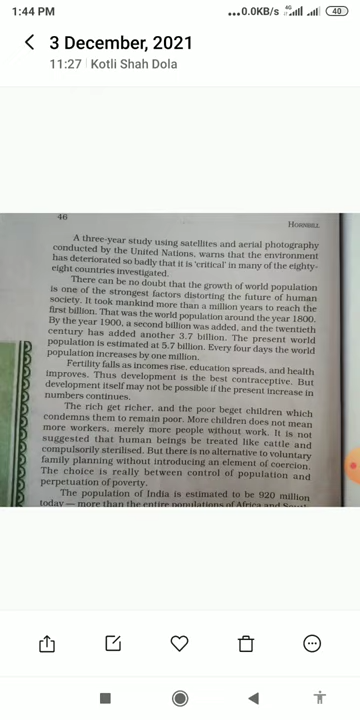 1:44 PM
...0.0KB/s 4G 40
3 December, 2021
11:27 | Kotli Shah Dola
46
HORNBILL
A three-year study using satellites and aerial photography
conducted by the United Nations, warns that the environment
has deteriorated so badly that it is 'critical' in many of the eighty-
eight countries investigated.
There can be no doubt that the growth of world population
is one of the strongest factors distorting the future of human
society. It took mankind more than a million years to reach the
first billion. That was the world population around the year 1800.
By the year 1900, a second billion was added, and the twentieth
century has added another 3.7 billion. The present world
population is estimated at 5.7 billion. Every four days the world
population increases by one million.
Fertility falls as incomes rise, education spreads, and health
improves. Thus development is the best contraceptive. But
development itself may not be possible if the present increase in
numbers continues.
The rich get richer, and the poor beget children which
condemns them to remain poor. More children does not mean
more workers, merely more people without work. It is not
suggested that human beings be treated like cattle and
compulsorily sterilised. But there is no alternative to voluntary
family planning without introducing an element of coercion.
The choice is really between control of population and
perpetuation of poverty.
The population of India is estimated to be 920 million
today — more than the entire populations of Africa and